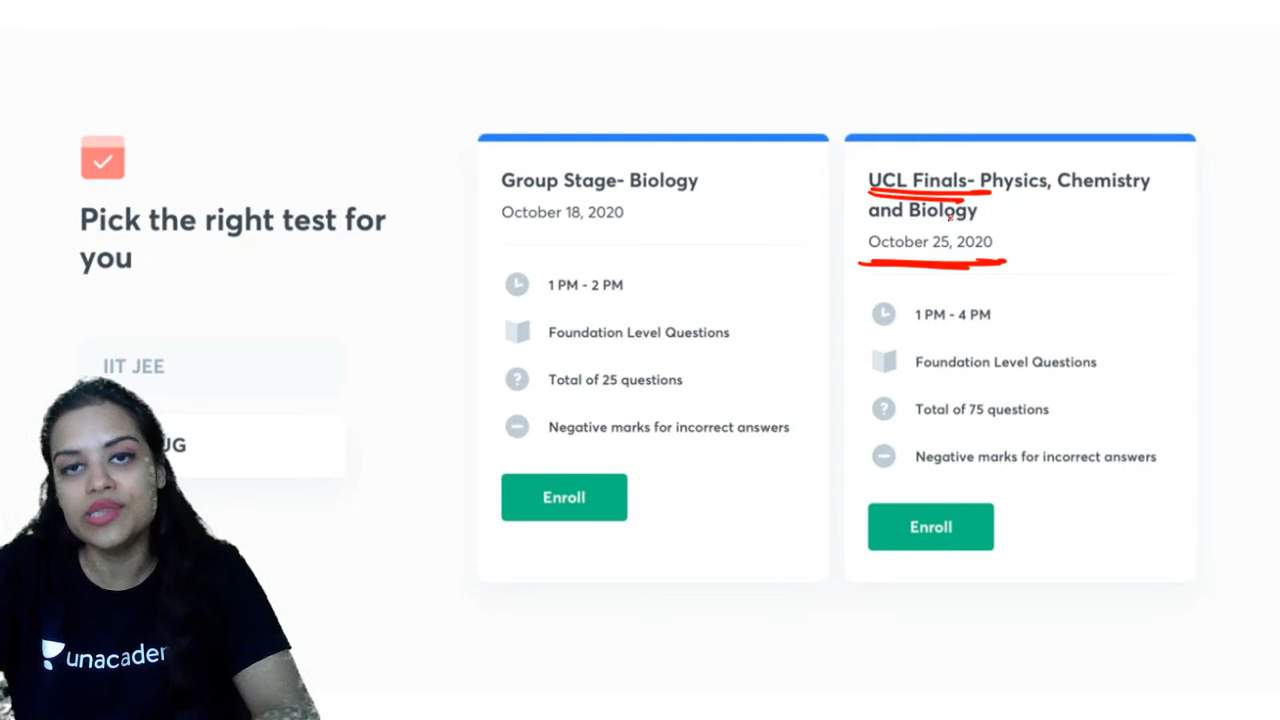 Pick the right test for
you
IIT JEE
UG
Group Stage- Biology
October 18, 2020
1 PM - 2 PM
Foundation Level Questions
? Total of 25 questions
Negative marks for incorrect answers
Enroll
UCL Finals- Physics, Chemistry
and Biology
October 25, 2020
1 PM - 4 PM
Foundation Level Questions
? Total of 75 questions
Negative marks for incorrect answers
Enroll
unacade